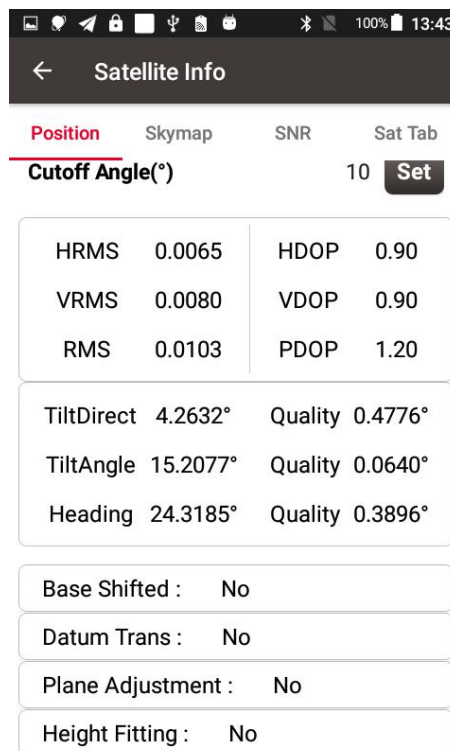 100% 13:43
Satellite Info
Position Skymap SNR Sat Tab
Cutoff Angle(°) 10 Set
HRMS 0.0065 HDOP 0.90
VRMS 0.0080 VDOP 0.90
RMS 0.0103 PDOP 1.20
TiltDirect 4.2632° Quality 0.4776°
TiltAngle 15.2077° Quality 0.0640°
Heading 24.3185° Quality 0.3896°
Base Shifted : No
Datum Trans : No
Plane Adjustment : No
Height Fitting : No